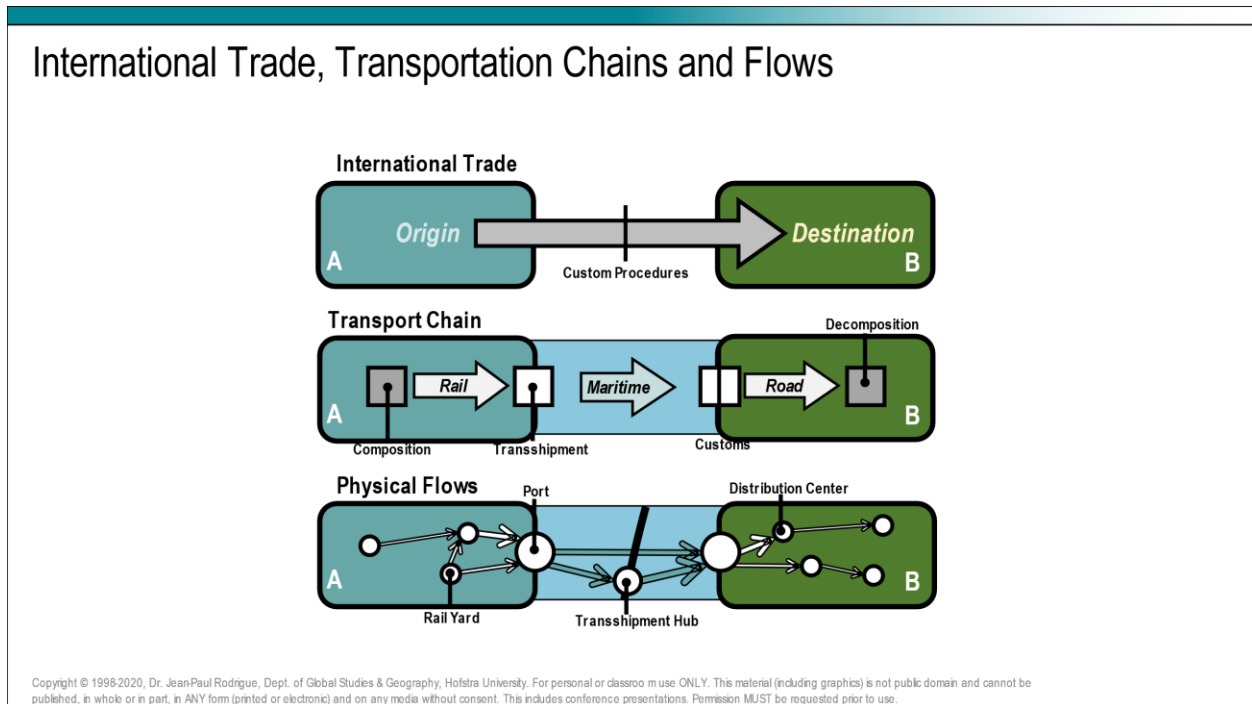 International Trade, Transportation Chains and Flows
International Trade
Origin
Destination
A
B
Custom Procedures
Transport Chain
Decomposition
Rail
Maritime
Road
A
B
Composition
Transshipment
Customs
Physical Flows
Port
Distribution Center
A
B
Rail Yard
Transshipment Hub
Copyright © 1998-2020, Dr. Jean-Paul Rodrigue, Dept. of Global Studies & Geography, Hofstra University. For personal or classroo m use ONLY. This material (including graphics) is not public domain and cannot be
published, in whole or in part, in ANY form (printed or electronic) and on any media without consent. This includes conference presentations. Permission MUST be requested prior to use.